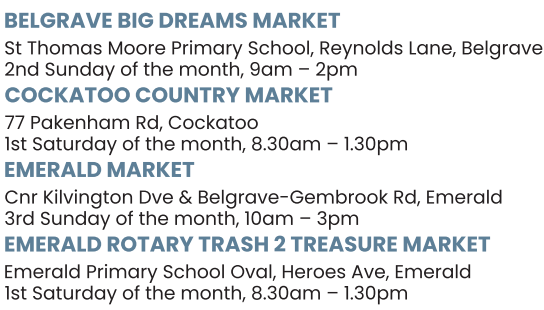 BELGRAVE BIG DREAMS MARKET
St Thomas Moore Primary School, Reynolds Lane, Belgrave
2nd Sunday of the month, 9am – 2pm
COCKATOO COUNTRY MARKET
77 Pakenham Rd, Cockatoo
1st Saturday of the month, 8.30am – 1.30pm
EMERALD MARKET
Cnr Kilvington Dve & Belgrave-Gembrook Rd, Emerald
3rd Sunday of the month, 10am – 3pm
EMERALD ROTARY TRASH 2 TREASURE MARKET
Emerald Primary School Oval, Heroes Ave, Emerald
1st Saturday of the month, 8.30am – 1.30pm